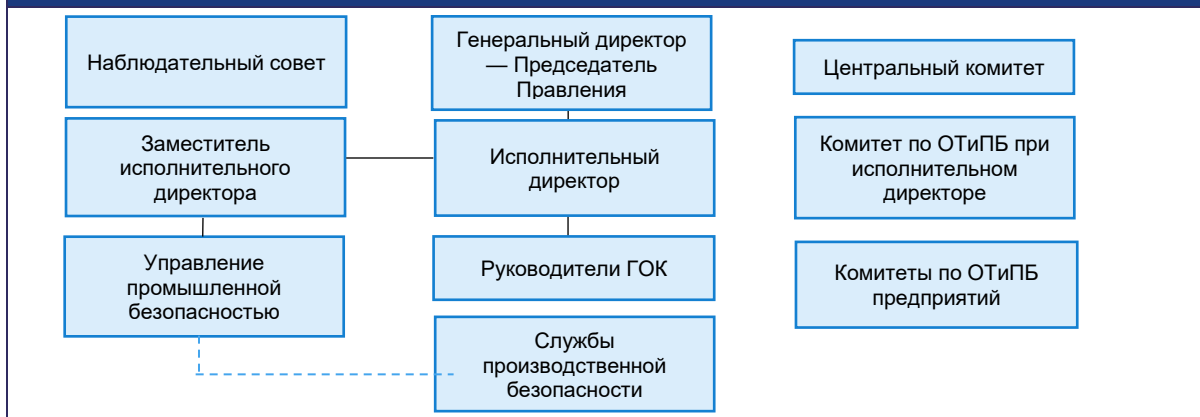 Наблюдательный совет
Генеральный директор
— Председатель
Правления
Центральный комитет
Заместитель
исполнительного
директора
Исполнительный
директор
Комитет по ОТиПБ при
исполнительном
директоре
Управление
промышленной
безопасностью
Руководители ГОК
Комитеты по ОТиПБ
предприятий
Службы
производственной
безопасности